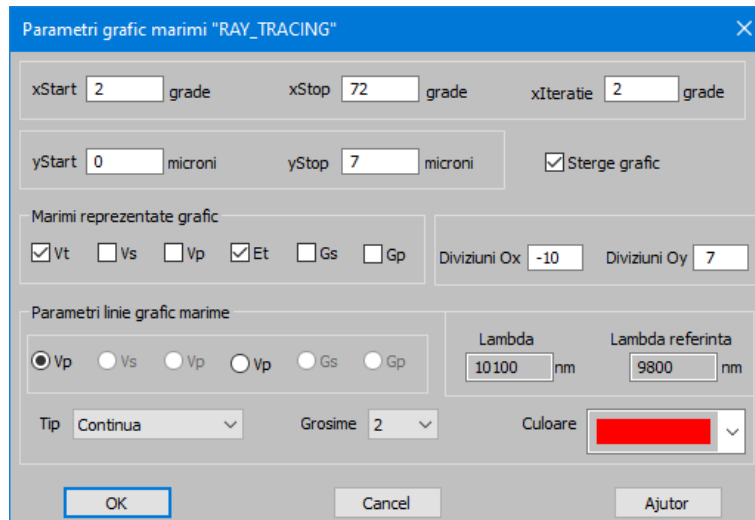 Parametri grafic marimi "RAY_TRACING"
xStart 2 grade xStop 72 grade xIteratie 2 grade
yStart 0 microni yStop 7 microni Sterge grafic
Marimi reprezentate grafic
Vt Vs Vp Et Gs Gp Diviziuni Ox -10 Diviziuni Oy 7
Parametri linie grafic marime
Lambda Lambda referinta
Vp Vs Vp Vp Gs Gp 10100 nm 9800 nm
Tip Continua Grosime 2 Culoare
OK Cancel Ajutor